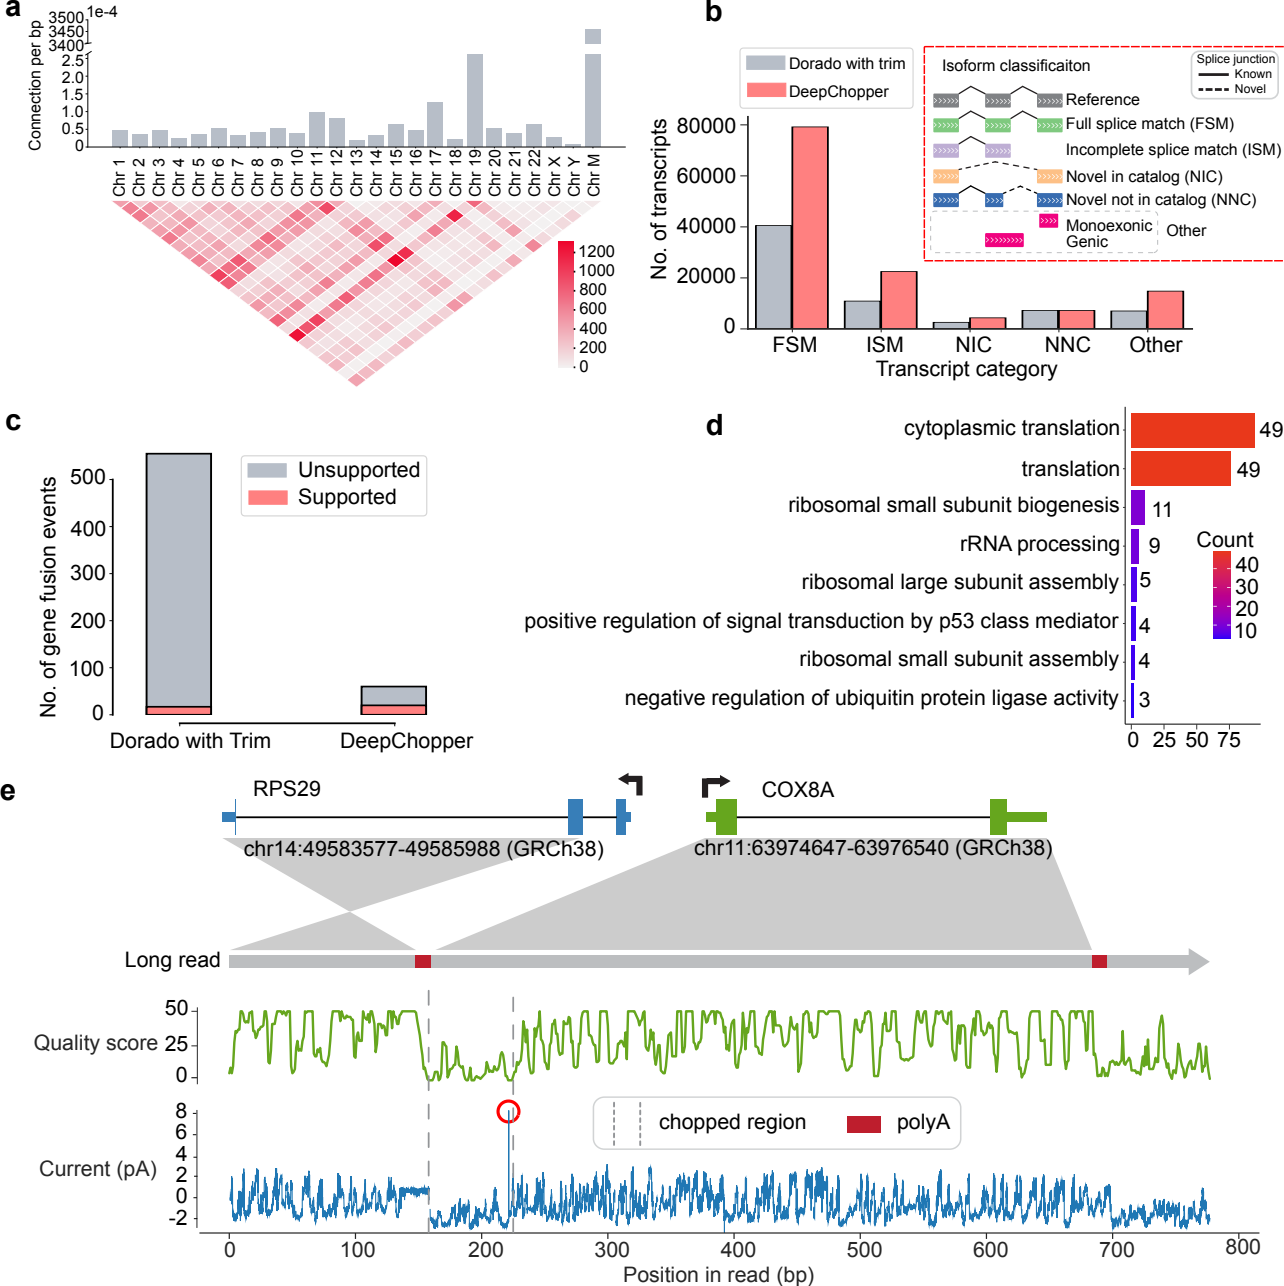 a
1e-4
3500
3450
3400
2.5
2.0
1.5
1.0
0.5
0
Connection per bp
Chr 1
Chr 2
Chr 3
Chr 4
Chr 5
Chr 6
Chr 7
Chr 8
Chr 9
Chr 10
Chr 11
Chr 12
Chr 13
Chr 14
Chr 15
Chr 16
Chr 17
Chr 18
Chr 19
Chr 20
Chr 21
Chr 22
Chr X
Chr Y
Chr M
1200
1000
800
600
400
200
0
b
Dorado with trim
DeepChopper
Isoform classificaiton
Splice junction
Known
Novel
Reference
Full splice match (FSM)
Incomplete splice match (ISM)
Novel in catalog (NIC)
Novel not in catalog (NNC)
Monoexonic
Genic
Other
No. of transcripts
80000
60000
40000
20000
0
FSM
ISM
NIC
NNC
Other
Transcript category
c
No. of gene fusion events
500
400
300
200
100
0
Unsupported
Supported
Dorado with Trim
DeepChopper
d
cytoplasmic translation
49
translation
49
ribosomal small subunit biogenesis
11
rRNA processing
9
ribosomal large subunit assembly
5
positive regulation of signal transduction by p53 class mediator
4
ribosomal small subunit assembly
4
negative regulation of ubiquitin protein ligase activity
3
Count
40
30
20
10
0 25 50 75
e
RPS29
COX8A
chr14:49583577-49585988 (GRCh38)
chr11:63974647-63976540 (GRCh38)
Long read
Quality score
50
25
0
Current (pA)
8
6
4
2
0
-2
chopped region
polyA
0 100 200 300 400 500 600 700 800
Position in read (bp)